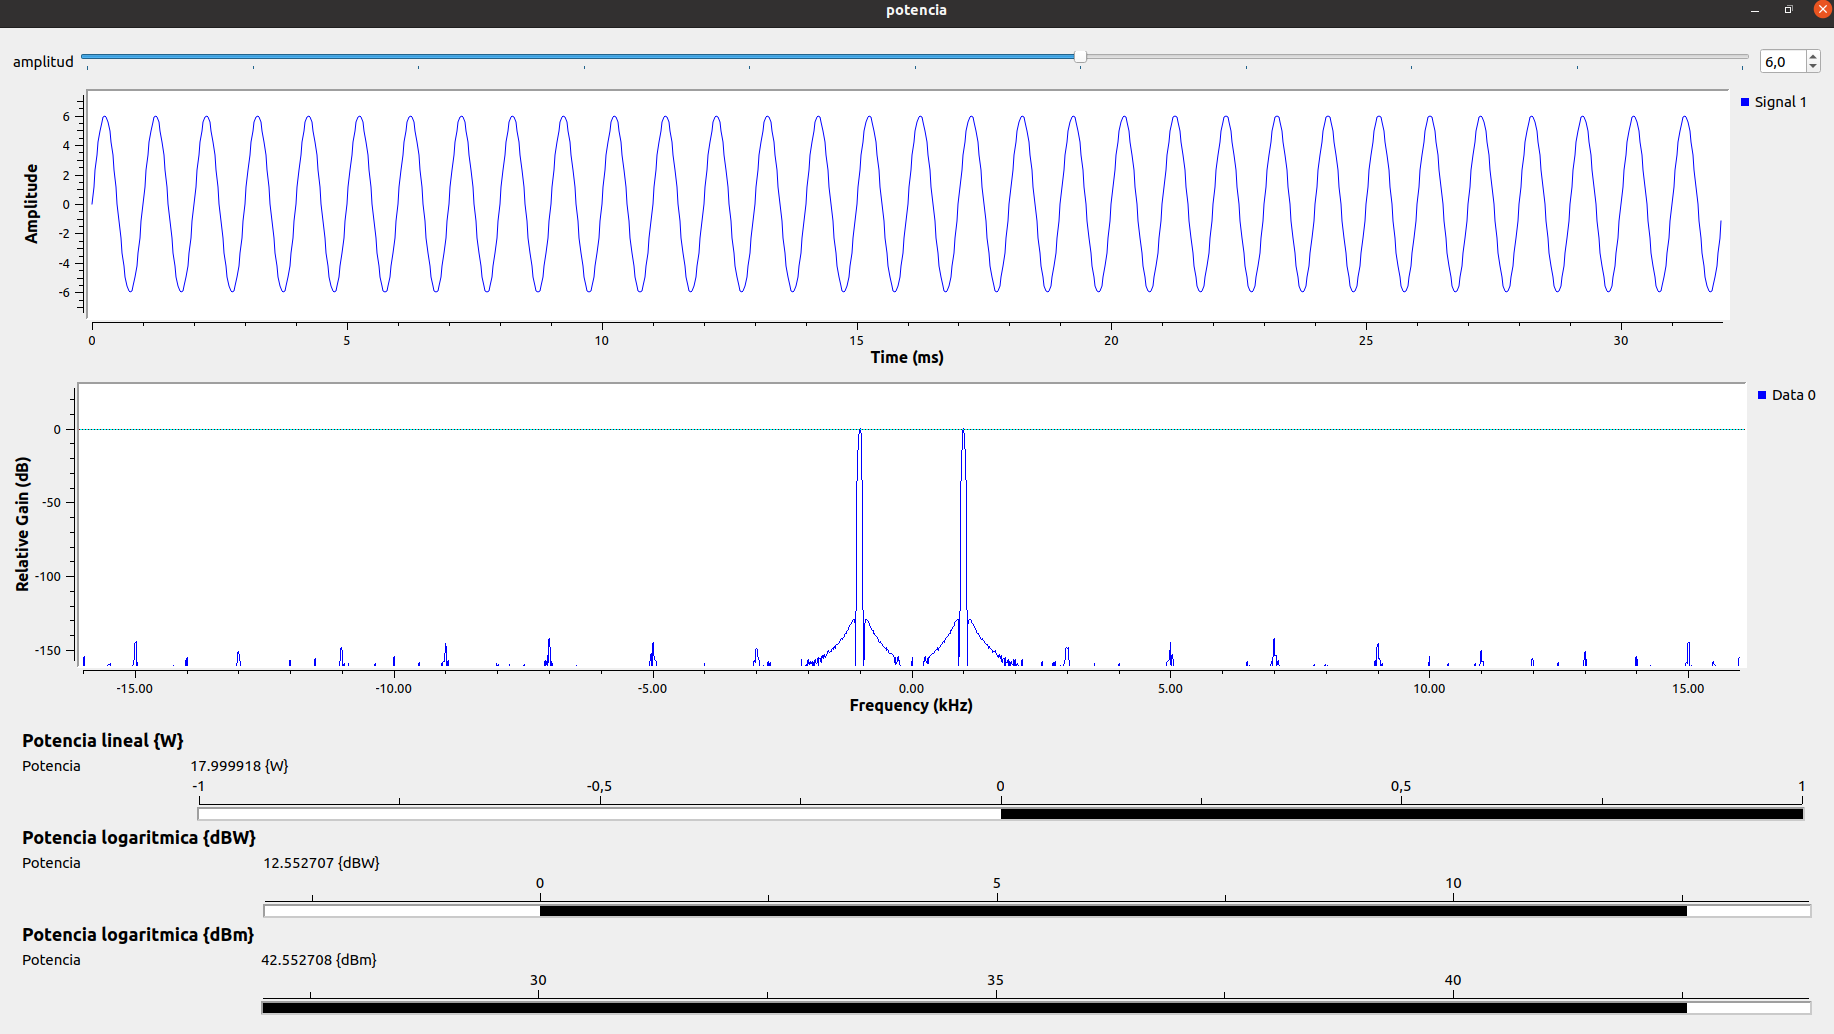 potencia
amplitud
6,0
Signal 1
Amplitude
6
4
2
0
-2
-4
-6
0 5 10 15 20 25 30
Time (ms)
Data 0
Relative Gain (dB)
0
-50
-100
-150
-15.00 -10.00 -5.00 0.00 5.00 10.00 15.00
Frequency (kHz)
Potencia lineal {W}
Potencia 17.999918 {W}
-1 -0,5 0 0,5 1
Potencia logaritmica {dBW}
Potencia 12.552707 {dBW}
0 5 10
Potencia logaritmica {dBm}
Potencia 42.552708 {dBm}
30 35 40